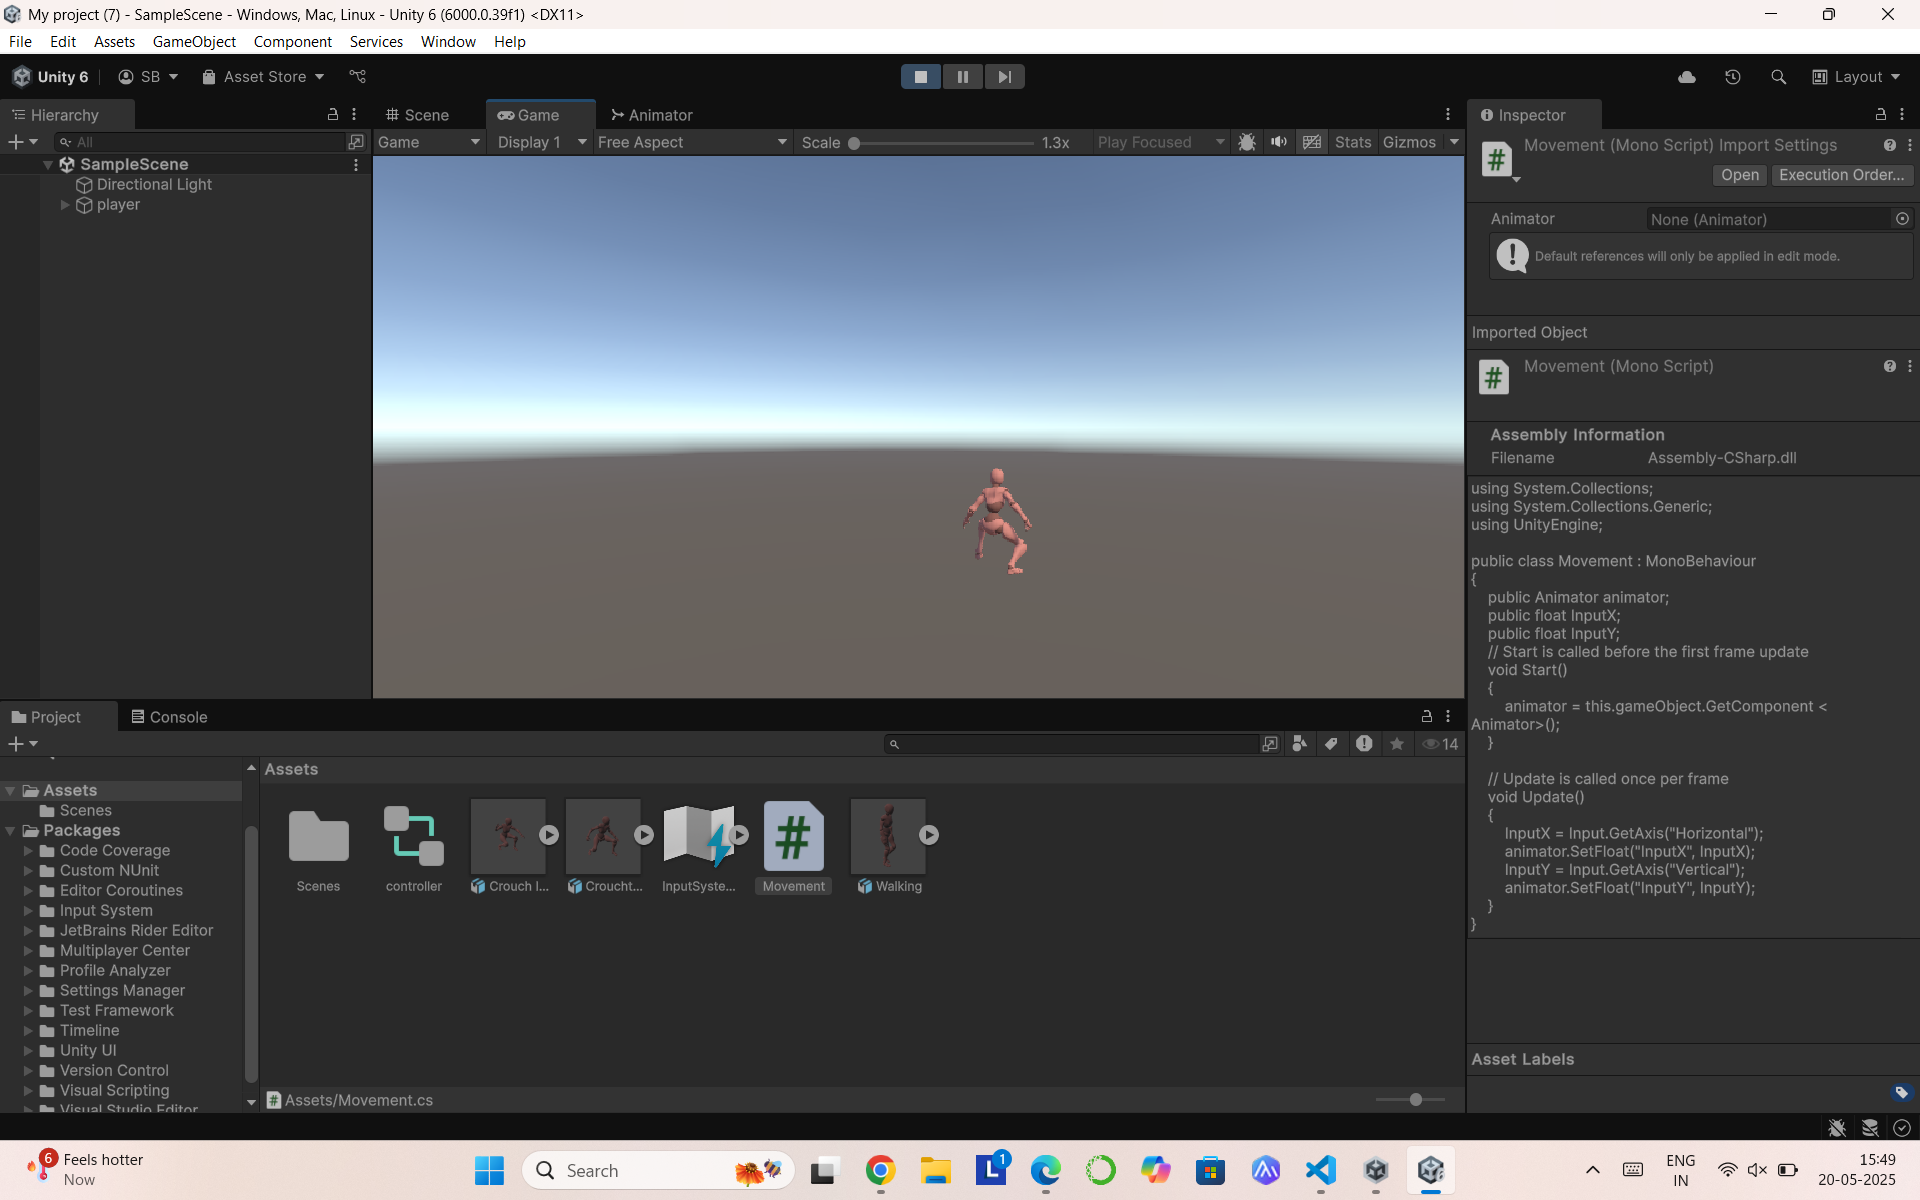 My project (7) - SampleScene - Windows, Mac, Linux - Unity 6 (6000.0.39f1) <DX11>
File Edit Assets GameObject Component Services Window Help
Unity 6 SB Asset Store Layout
Hierarchy
All
SampleScene
Directional Light
player
Scene Game Animator
Game Display 1 Free Aspect Scale 1.3x Play Focused Stats Gizmos
Inspector
Movement (Mono Script) Import Settings
Open Execution Order...
Animator None (Animator)
Default references will only be applied in edit mode.
Imported Object
Movement (Mono Script)
Assembly Information
Filename Assembly-CSharp.dll
using System.Collections;
using System.Collections.Generic;
using UnityEngine;
public class Movement : MonoBehaviour
{
public Animator animator;
public float InputX;
public float InputY;
// Start is called before the first frame update
void Start()
{
animator = this.gameObject.GetComponent <
Animator>();
}
// Update is called once per frame
void Update()
{
InputX = Input.GetAxis("Horizontal");
animator.SetFloat("InputX", InputX);
InputY = Input.GetAxis("Vertical");
animator.SetFloat("InputY", InputY);
}
}
Asset Labels
Project Console
14
Assets
Scenes
Packages
Code Coverage
Custom NUnit
Editor Coroutines
Input System
JetBrains Rider Editor
Multiplayer Center
Profile Analyzer
Settings Manager
Test Framework
Timeline
Unity UI
Version Control
Visual Scripting
Visual Studio Editor
Assets
Scenes controller Crouch I... Croucht... InputSyste... Movement Walking
Assets/Movement.cs
6
Feels hotter
Now
Search
1
ENG
IN
15:49
20-05-2025